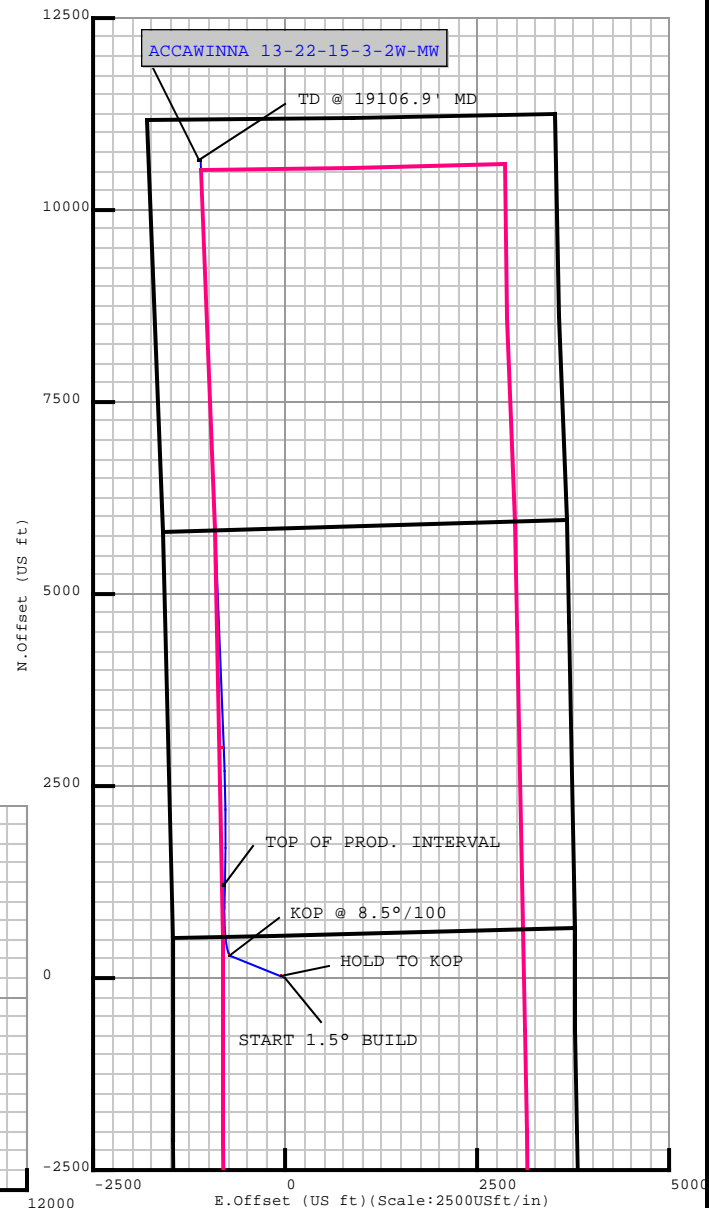 12500
ACCAWINNA 13-22-15-3-2W-MW
TD @ 19106.9' MD
10000
7500
N.Offset (US ft)
5000
2500
TOP OF PROD. INTERVAL
KOP @ 8.5°/100
HOLD TO KOP
0
START 1.5° BUILD
-2500
-2500
0
2500
5000
E.Offset (US ft)(Scale:2500USft/in)
12000